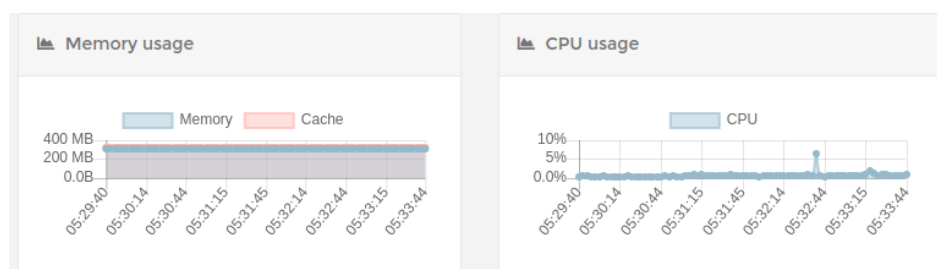 Memory usage
Memory
Cache
400 MB
200 MB
0.0B
05:29:40
05:30:14
05:30:44
05:31:15
05:31:45
05:32:14
05:32:44
05:33:15
05:33:44
CPU usage
CPU
10%
5%
0.0%
05:29:40
05:30:14
05:30:44
05:31:15
05:31:45
05:32:14
05:32:44
05:33:15
05:33:44